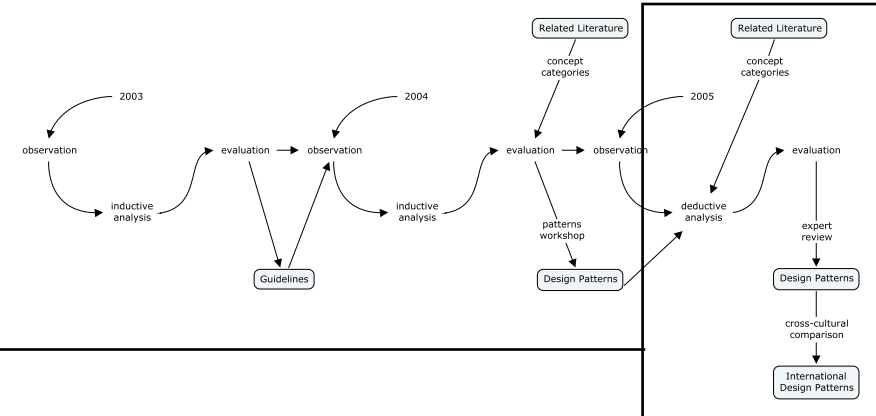 Related Literature
Related Literature
concept
categories
concept
categories
2003
2004
2005
observation
evaluation
observation
evaluation
observation
evaluation
inductive
analysis
inductive
analysis
deductive
analysis
patterns
workshop
expert
review
Guidelines
Design Patterns
Design Patterns
cross-cultural
comparison
International
Design Patterns